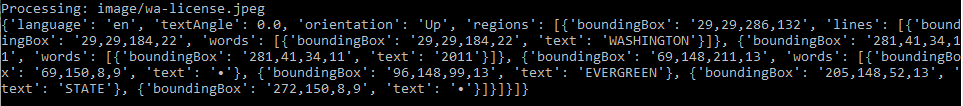 Processing: image/wa-license.jpeg
{'language': 'en', 'textAngle': 0.0, 'orientation': 'Up', 'regions': [{'boundingBox': '29,29,286,132', 'lines': [{'bound
ingBox': '29,29,184,22', 'words': [{'boundingBox': '29,29,184,22', 'text': 'WASHINGTON'}]}, {'boundingBox': '281,41,34,1
1', 'words': [{'boundingBox': '281,41,34,11', 'text': '2011'}]}, {'boundingBox': '69,148,211,13', 'words': [{'boundingBo
x': '69,150,8,9', 'text': '•'}, {'boundingBox': '96,148,99,13', 'text': 'EVERGREEN'}, {'boundingBox': '205,148,52,13', '
text': 'STATE'}, {'boundingBox': '272,150,8,9', 'text': '•'}]}]}]}